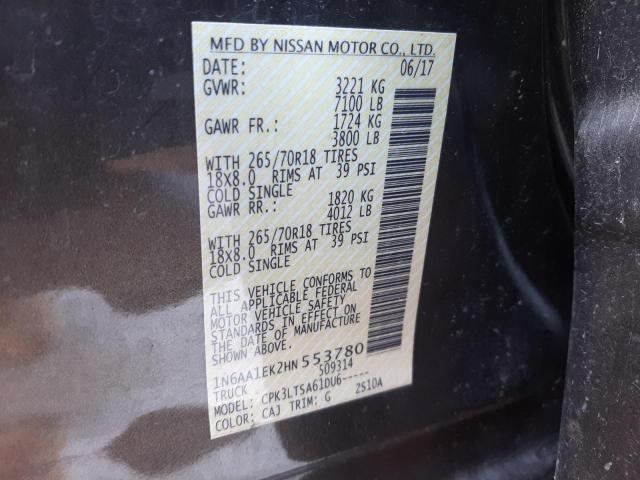 MFD BY NISSAN MOTOR CO., LTD.
DATE: 06/17
GVWR: 3221 KG
7100 LB
GAWR FR.: 1724 KG
3800 LB
WITH 265/70R18 TIRES
18x8.0 RIMS AT 39 PSI
COLD SINGLE
GAWR RR.: 1820 KG
4012 LB
WITH 265/70R18 TIRES
18x8.0 RIMS AT 39 PSI
COLD SINGLE
THIS VEHICLE CONFORMS TO
ALL APPLICABLE FEDERAL
MOTOR VEHICLE SAFETY
STANDARDS IN EFFECT ON
THE DATE OF MANUFACTURE
SHOWN ABOVE.
1N6AA1EK2HN553780
TRUCK 509314
MODEL: CPK3LTSA61DU6-----
COLOR: CAJ TRIM: G ZS10A